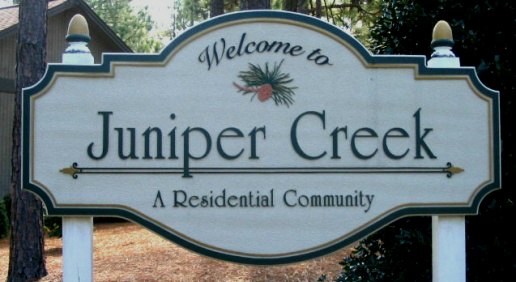 Welcome to
Juniper Creek
A Residential Community